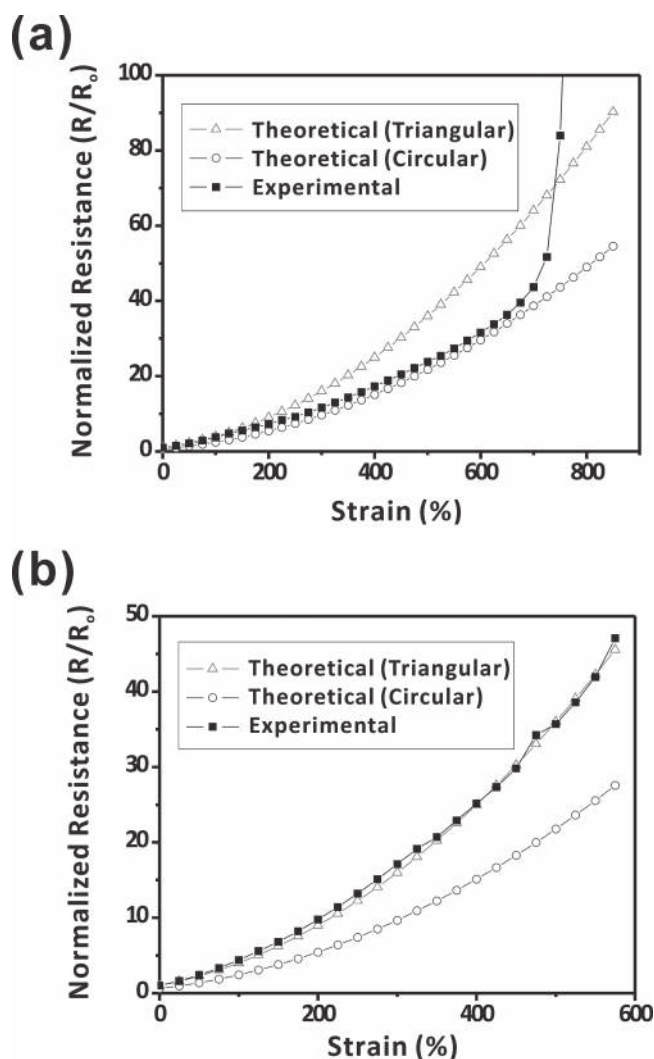 (a)
Normalized Resistance (R/Ro)
100
80
60
40
20
0
Theoretical (Triangular)
Theoretical (Circular)
Experimental
0 200 400 600 800
Strain (%)
(b)
Normalized Resistance (R/Ro)
50
40
30
20
10
0
Theoretical (Triangular)
Theoretical (Circular)
Experimental
0 200 400 600
Strain (%)